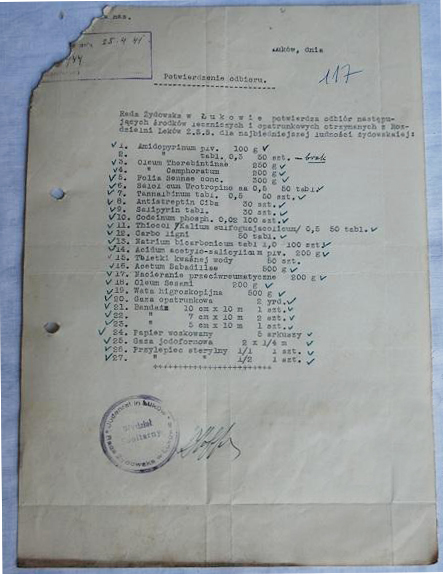 25.4 41
Łuków, dnia
Potwierdzenie odbioru.
117
Rada Żydowska w Łukowie potwierdza odbiór następu-
jących środków leczniczych i opatrunkowych otrzymanych z Roz-
dzielni Leków Ż.S.S. dla najbiedniejszej ludności żydowskiej:
1. Amidopyrinum plv. 100 g
2. " tabl. 0,3 50 szt. – brak
3. Oleum Therebintinae 250 g
4. " Camphoratum 200 g
5. Folia Sennae conc. 300 g
6. Salol cum Urotropino aa 0,5 50 tabl.
7. Tannalbinum tabl. 0,5 50 szt.
8. Antistreptin Ciba 30 szt.
9. Salipyrin tabl. 30 szt.
10. Codeinum phosph. 0,02 100 szt.
11. Thiocol /Kalium sulfoguajacolicum/ 0,5 50 tabl.
12. Carbo ligni 50 tabl.
13. Natrium bicarbonicum tabl 1,0 100 szt.
14. Acidum acetylo-salicylicum plv. 200 g
15. Tabletki kwaśnej wody 50 szt.
16. Acetum Sabadillae 500 g
17. Nacieranie przeciwreumatyczne 200 g
18. Oleum Sesami 200 g
19. Wata higroskopijna 500 g
20. Gaza opatrunkowa 2 yrd.
21. Bandaże 10 cm x 10 m 1 szt.
22. " 7 cm x 10 m 2 szt.
23. " 5 cm x 10 m 1 szt.
24. Papier woskowany 5 arkuszy
25. Gaza jodoformowa 2 x 1/4 m
26. Przylepiec sterylny 1/1 1 szt.
27. " " 1/2 1 szt.